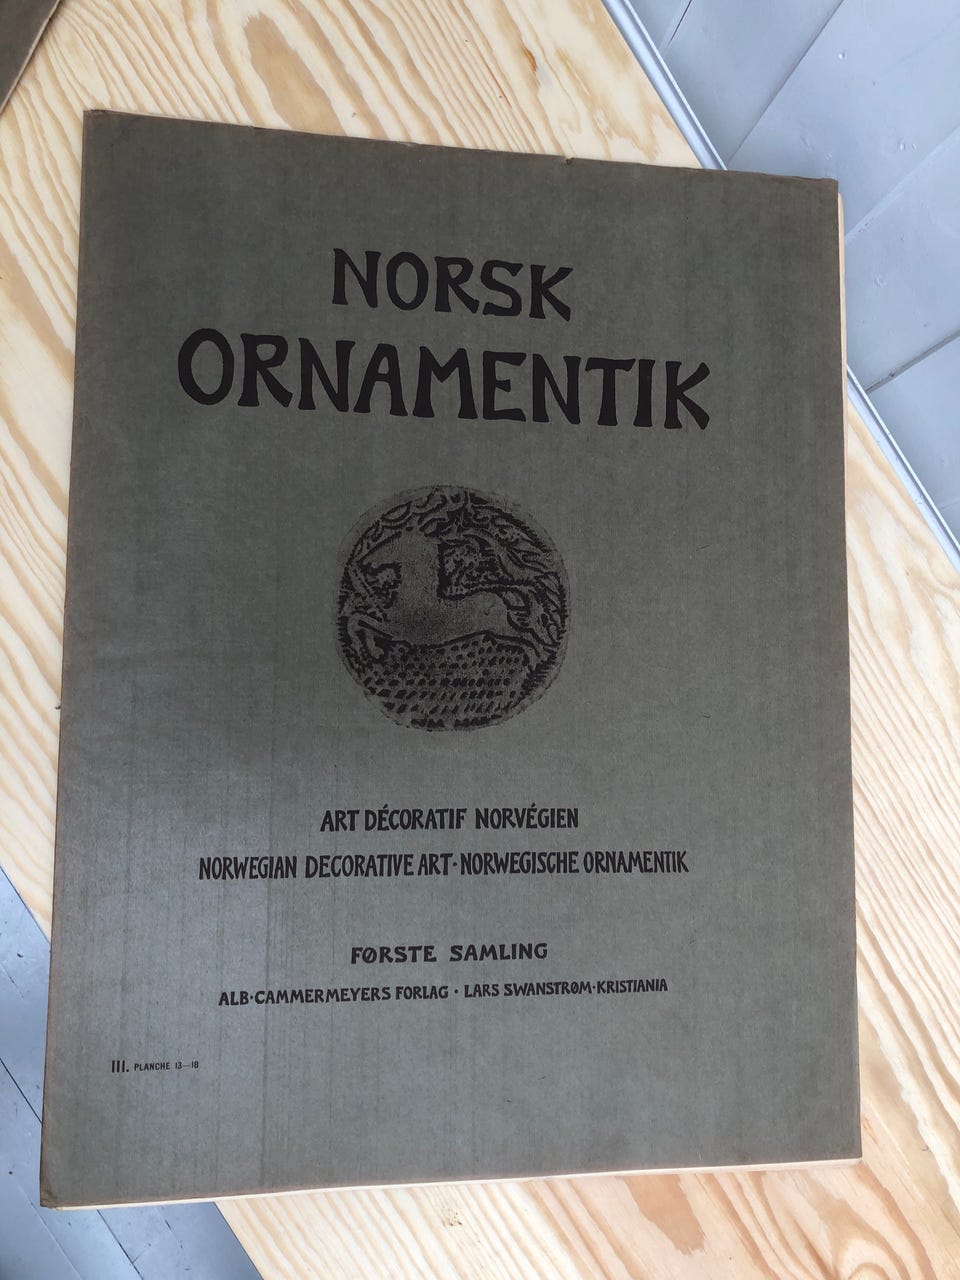 NORSK
ORNAMENTIK
ART DÉCORATIF NORVÉGIEN
NORWEGIAN DECORATIVE ART · NORWEGISCHE ORNAMENTIK
FØRSTE SAMLING
ALB · CAMMERMEYERS FORLAG · LARS SWANSTRØM · KRISTIANIA
III. PLANCHE 13—18